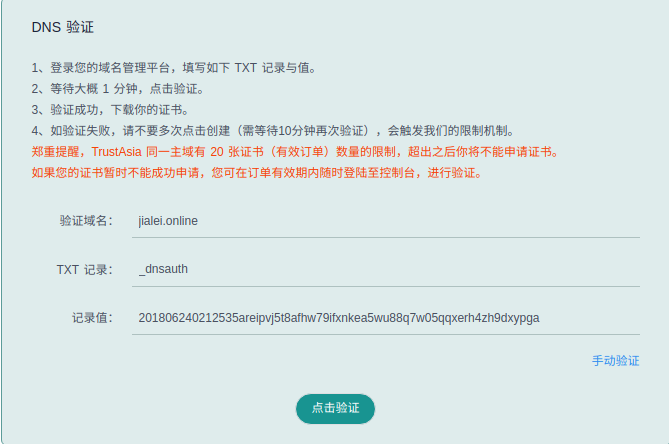 DNS 验证
1、登录您的域名管理平台，填写如下 TXT 记录与值。
2、等待大概 1 分钟，点击验证。
3、验证成功，下载你的证书。
4、如验证失败，请不要多次点击创建（需等待10分钟再次验证），会触发我们的限制机制。
郑重提醒，TrustAsia 同一主域有 20 张证书（有效订单）数量的限制，超出之后你将不能申请证书。
如果您的证书暂时不能成功申请，您可在订单有效期内随时登陆至控制台，进行验证。
验证域名： jialei.online
TXT 记录： _dnsauth
记录值： 201806240212535areipvj5t8afhw79ifxnkea5wu88q7w05qqxerh4zh9dxypga
手动验证
点击验证